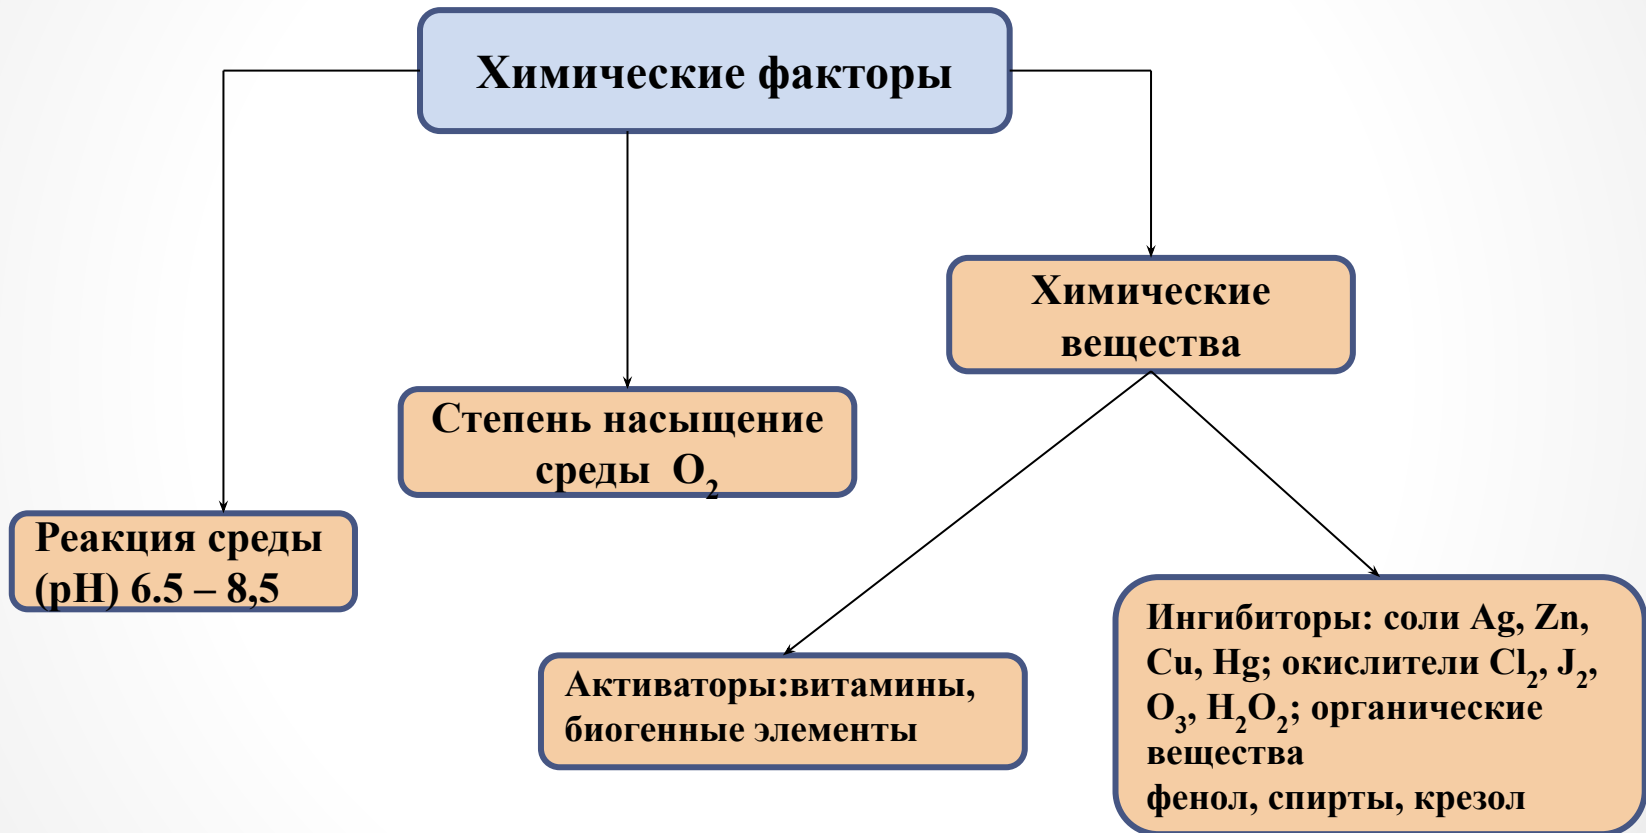 Химические факторы
Химические
вещества
Степень насыщение
среды O₂
Реакция среды
(pH) 6.5 – 8,5
Активаторы:витамины,
биогенные элементы
Ингибиторы: соли Ag, Zn,
Cu, Hg; окислители Cl₂, J₂,
O₃, H₂O₂; органические
вещества
фенол, спирты, крезол